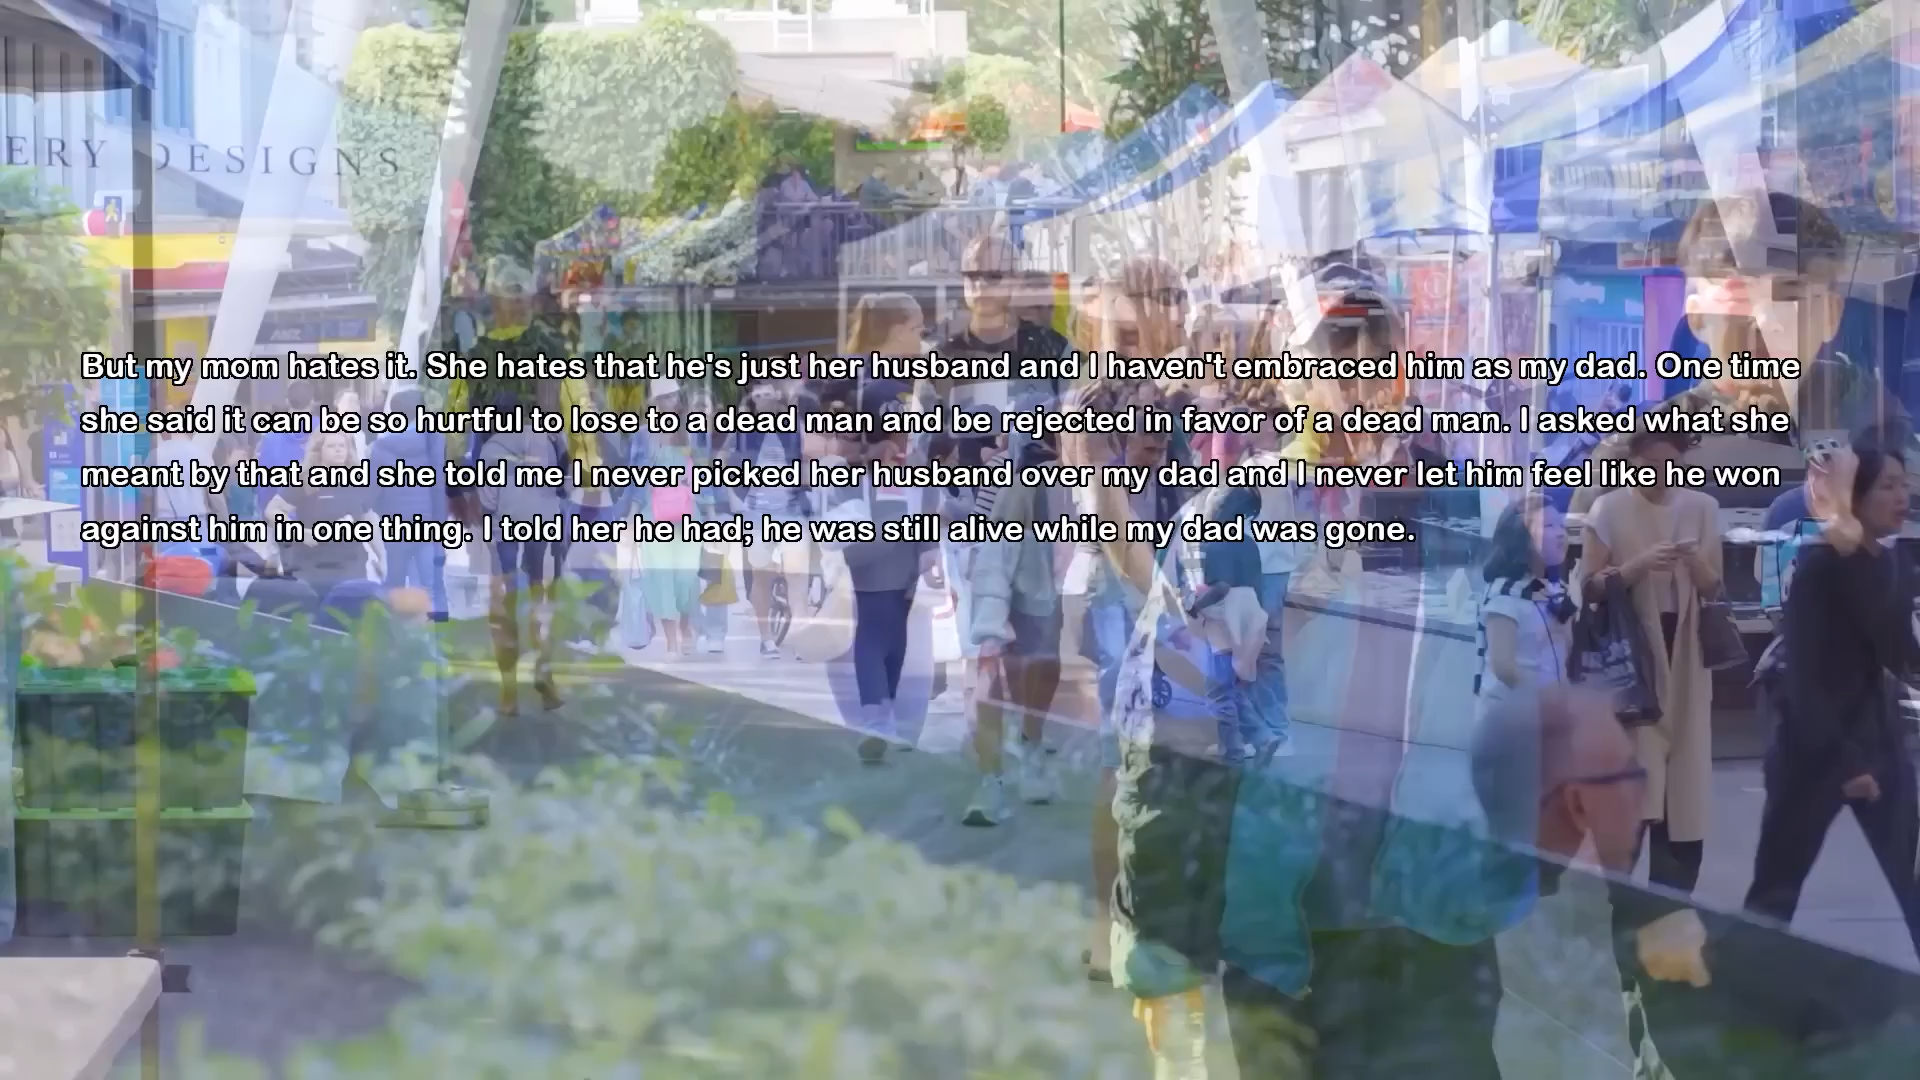 ERY DESIGNS
But my mom hates it. She hates that he's just her husband and I haven't embraced him as my dad. One time
she said it can be so hurtful to lose to a dead man and be rejected in favor of a dead man. I asked what she
meant by that and she told me I never picked her husband over my dad and I never let him feel like he won
against him in one thing. I told her he had; he was still alive while my dad was gone.